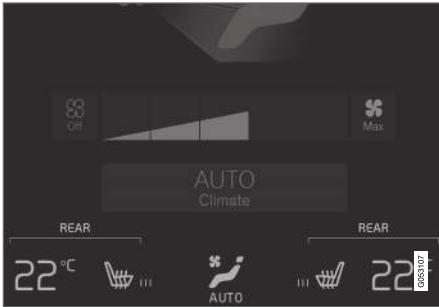 Off
Max
AUTO
Climate
REAR REAR
22°C 22
AUTO
G053107